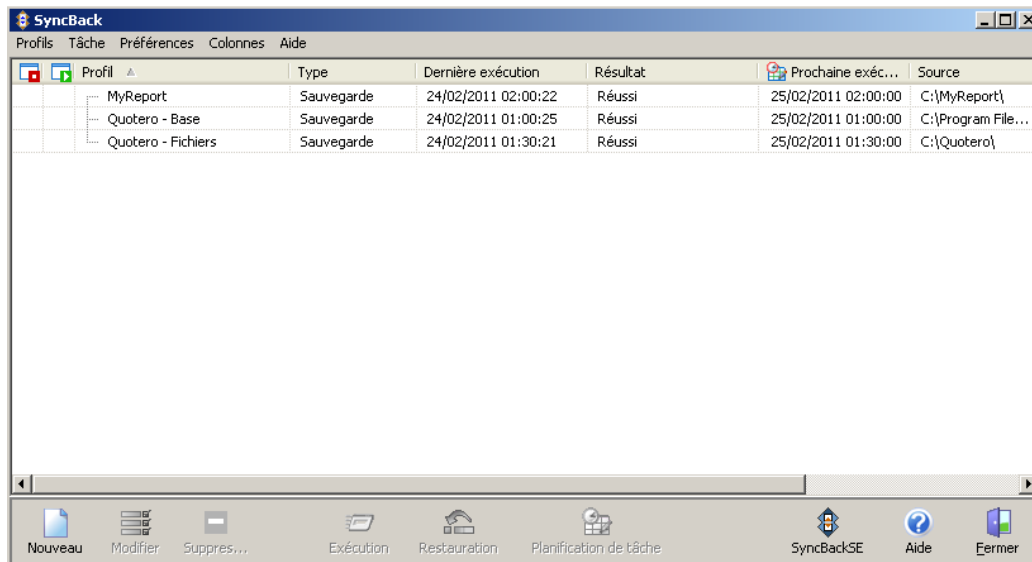 SyncBack
Profils Tâche Préférences Colonnes Aide
Profil Type Dernière exécution Résultat Prochaine exéc... Source
MyReport Sauvegarde 24/02/2011 02:00:22 Réussi 25/02/2011 02:00:00 C:\MyReport\
Quotero - Base Sauvegarde 24/02/2011 01:00:25 Réussi 25/02/2011 01:00:00 C:\Program File...
Quotero - Fichiers Sauvegarde 24/02/2011 01:30:21 Réussi 25/02/2011 01:30:00 C:\Quotero\
Nouveau Modifier Suppres... Exécution Restauration Planification de tâche SyncBackSE Aide Fermer